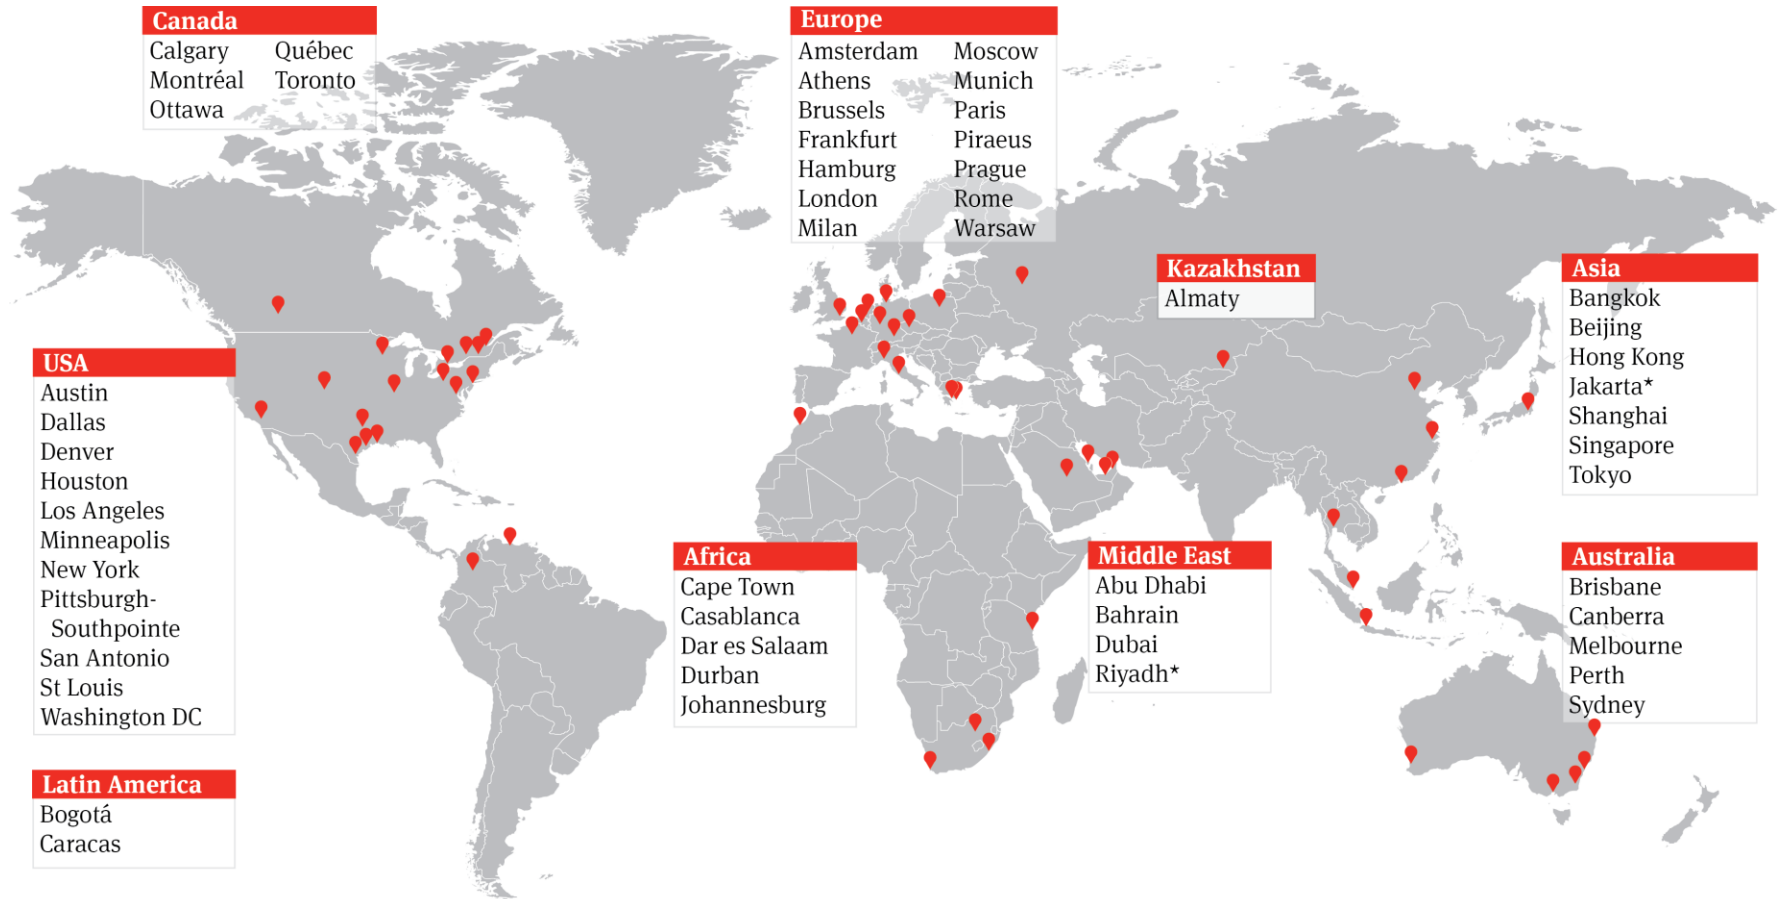 Canada
Calgary Québec
Montréal Toronto
Ottawa
Europe
Amsterdam Moscow
Athens Munich
Brussels Paris
Frankfurt Piraeus
Hamburg Prague
London Rome
Milan Warsaw
Kazakhstan
Almaty
Asia
Bangkok
Beijing
Hong Kong
Jakarta*
Shanghai
Singapore
Tokyo
USA
Austin
Dallas
Denver
Houston
Los Angeles
Minneapolis
New York
Pittsburgh-
Southpointe
San Antonio
St Louis
Washington DC
Africa
Cape Town
Casablanca
Dar es Salaam
Durban
Johannesburg
Middle East
Abu Dhabi
Bahrain
Dubai
Riyadh*
Australia
Brisbane
Canberra
Melbourne
Perth
Sydney
Latin America
Bogotá
Caracas